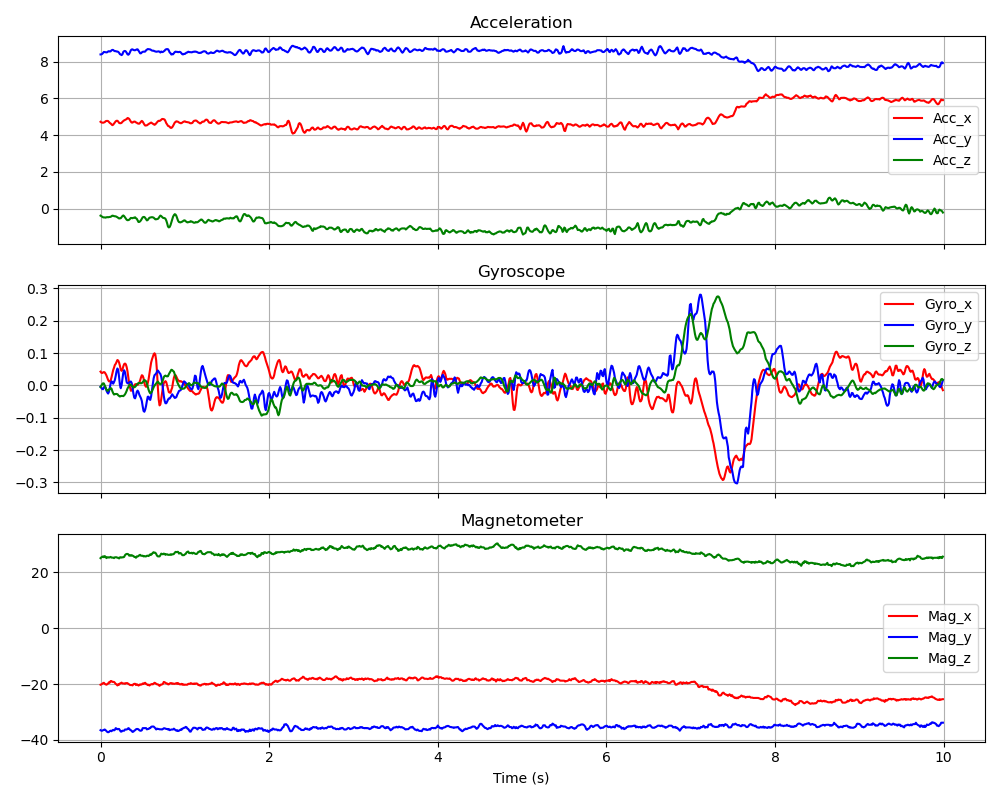 Acceleration
8
6
4
2
0
Acc_x
Acc_y
Acc_z
Gyroscope
0.3
0.2
0.1
0.0
−0.1
−0.2
−0.3
Gyro_x
Gyro_y
Gyro_z
Magnetometer
20
0
−20
−40
Mag_x
Mag_y
Mag_z
0 2 4 6 8 10
Time (s)